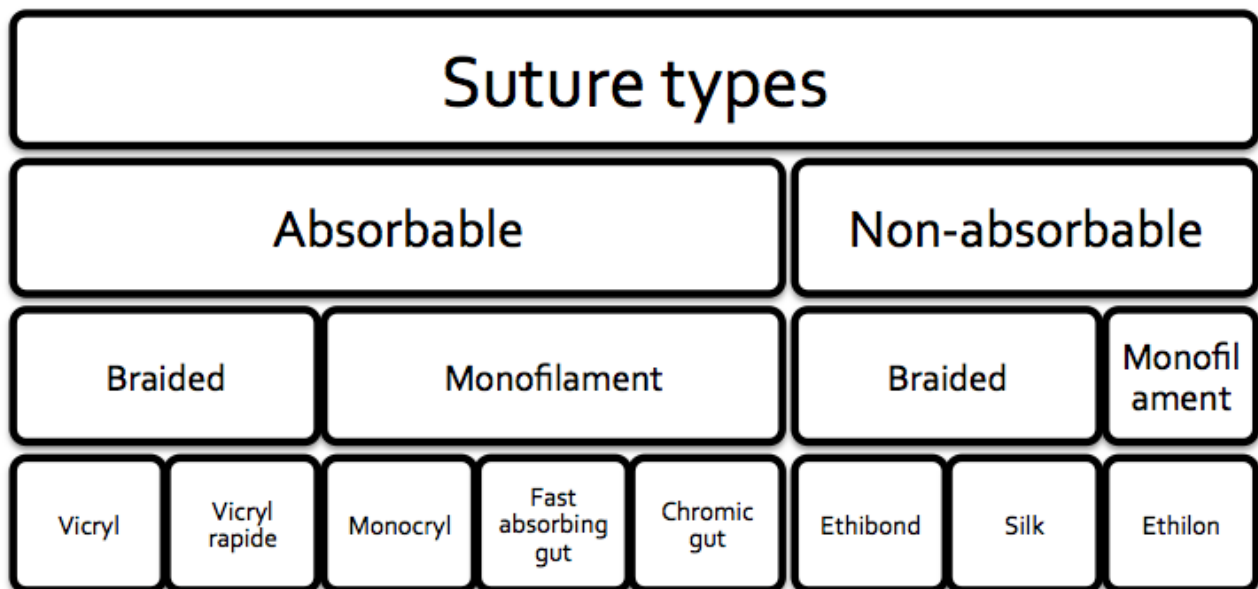 Suture types
Absorbable
Non-absorbable
Braided
Monofilament
Braided
Monofil
ament
Vicryl
Vicryl
rapide
Monocryl
Fast
absorbing
gut
Chromic
gut
Ethibond
Silk
Ethilon